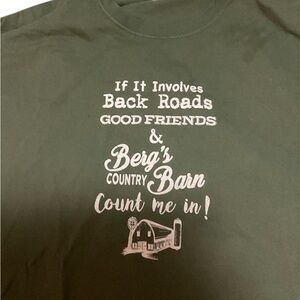 If It Involves
Back Roads
GOOD FRIENDS
&
Berg's
COUNTRY Barn
Count me in!